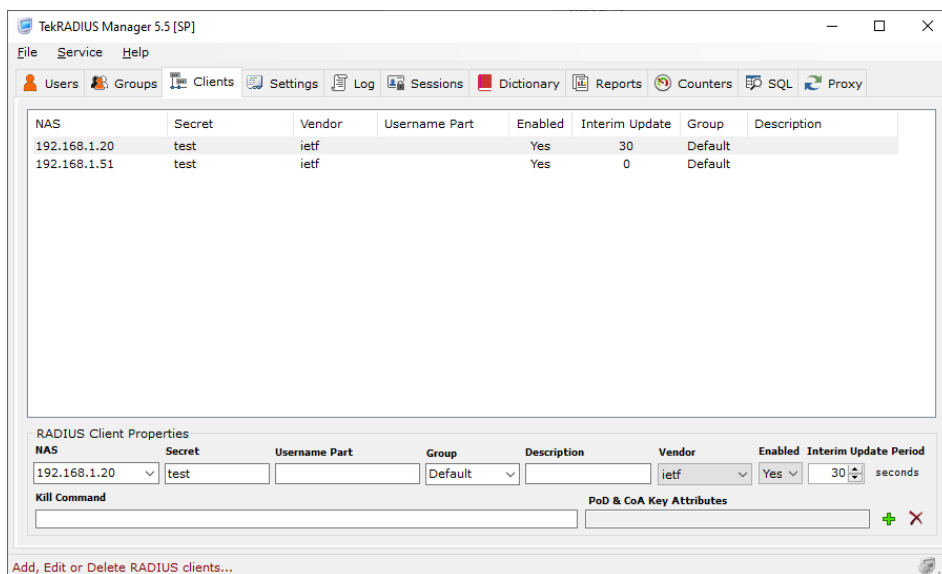 TekRADIUS Manager 5.5 [SP]
File Service Help
Users Groups Clients Settings Log Sessions Dictionary Reports Counters SQL Proxy
NAS Secret Vendor Username Part Enabled Interim Update Group Description
192.168.1.20 test ietf Yes 30 Default
192.168.1.51 test ietf Yes 0 Default
RADIUS Client Properties
NAS Secret Username Part Group Description Vendor Enabled Interim Update Period
192.168.1.20 test Default ietf Yes 30 seconds
Kill Command PoD & CoA Key Attributes
Add, Edit or Delete RADIUS clients...